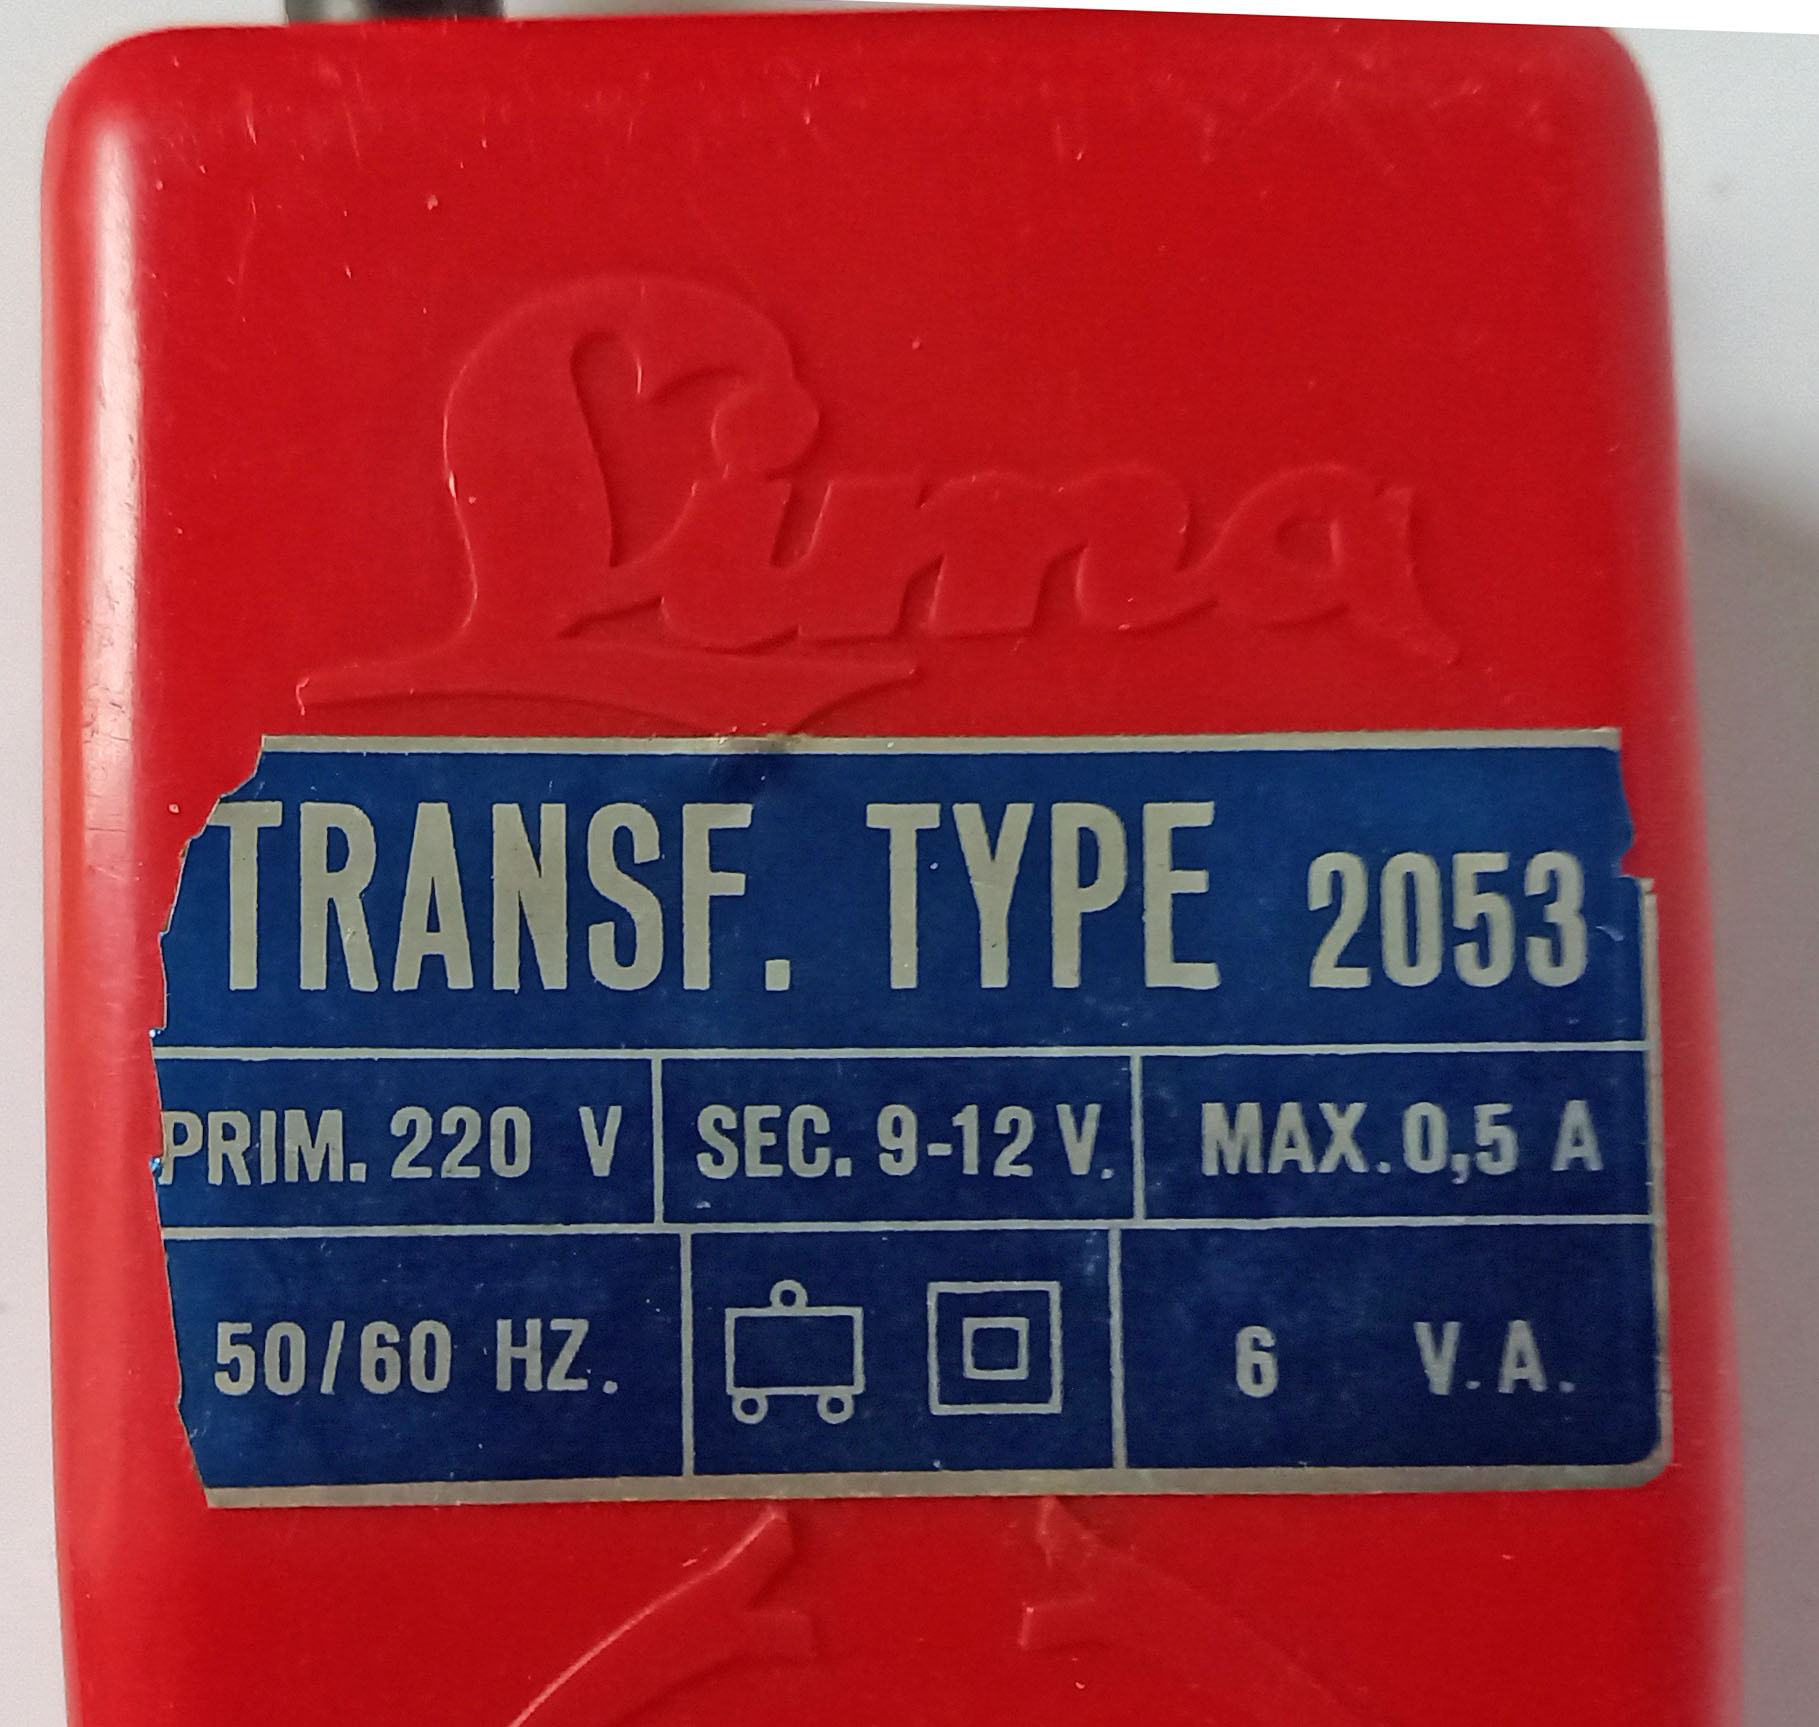 Lima
TRANSF. TYPE 2053
PRIM. 220 V SEC. 9-12 V. MAX. 0,5 A
50/60 HZ. 6 V.A.